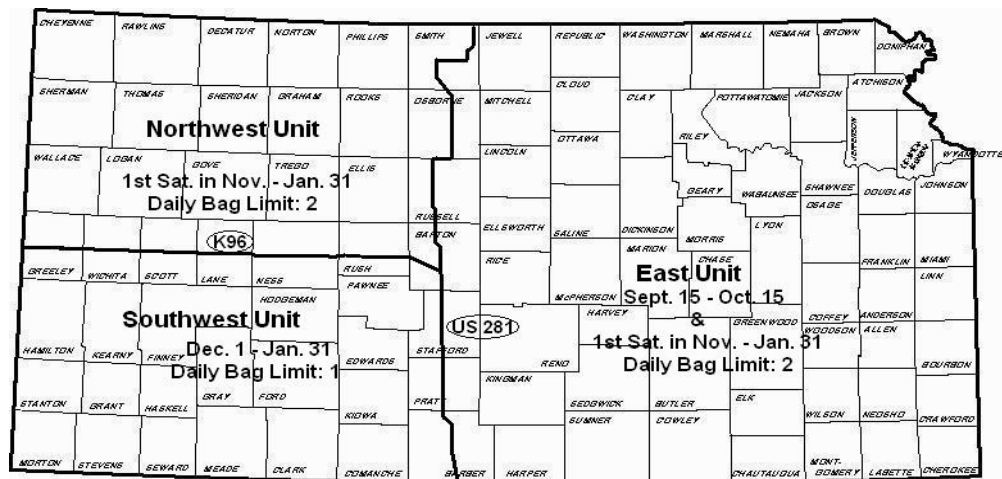 CHEYENNE
RAWLINS
DECATUR
NORTON
PHILLIPS
SMITH
JEWELL
REPUBLIC
WASHINGTON
MARSHALL
NEMAHA
BROWN
DONIPHAN
SHERMAN
THOMAS
SHERIDAN
GRAHAM
ROOKS
OSBORNE
MITCHELL
CLOUD
CLAY
POTTAWATOMIE
JACKSON
ATCHISON
Northwest Unit
OTTAWA
RILEY
JEFFERSON
WYANDOTTE
WALLACE
LOGAN
GOVE
TREGO
ELLIS
LINCOLN
1st Sat. in Nov. - Jan. 31
Daily Bag Limit: 2
GEARY
WABAUNSEE
SHAWNEE
DOUGLAS
JOHNSON
RUSSELL
ELLSWORTH
SALINE
DICKINSON
MORRIS
LYON
OSAGE
BARTON
K96
MARION
CHASE
FRANKLIN
MIAMI
GREELEY
WICHITA
SCOTT
LANE
NESS
RUSH
PAWNEE
RICE
MCPHERSON
East Unit
LINN
HODGEMAN
HARVEY
Sept. 15 - Oct. 15
&
1st Sat. in Nov. - Jan. 31
Daily Bag Limit: 2
GREENWOOD
COFFEY
ANDERSON
WOODSON
ALLEN
Southwest Unit
US 281
HAMILTON
KEARNY
FINNEY
Dec. 1 - Jan. 31
Daily Bag Limit: 1
EDWARDS
STAFFORD
RENO
BOURBON
KINGMAN
STANTON
GRANT
HASKELL
GRAY
FORD
KIOWA
PRATT
SEDGWICK
BUTLER
ELK
WILSON
NEOSHO
CRAWFORD
SUMNER
COWLEY
MORTON
STEVENS
SEWARD
MEADE
CLARK
COMANCHE
BARBER
HARPER
CHAUTAUQUA
MONT-
GOMERY
LABETTE
CHEROKEE